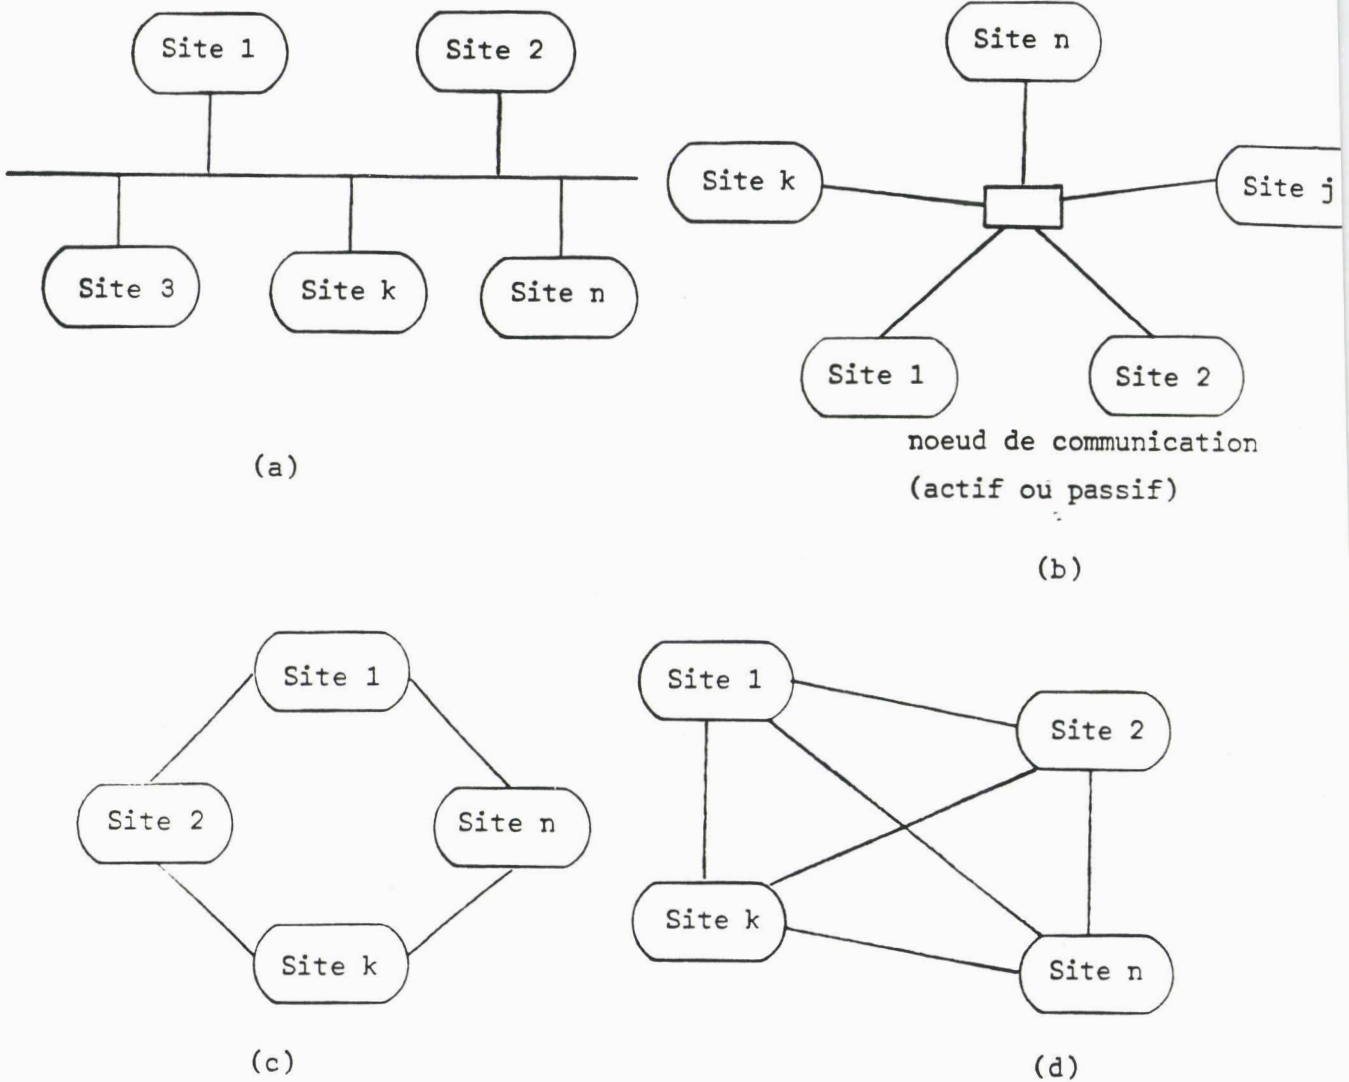 Site 1
Site 2
Site 3
Site k
Site n
(a)
Site n
Site k
Site j
Site 1
Site 2
noeud de communication
(actif ou passif)
(b)
Site 1
Site 2
Site n
Site k
(c)
Site 1
Site 2
Site k
Site n
(d)